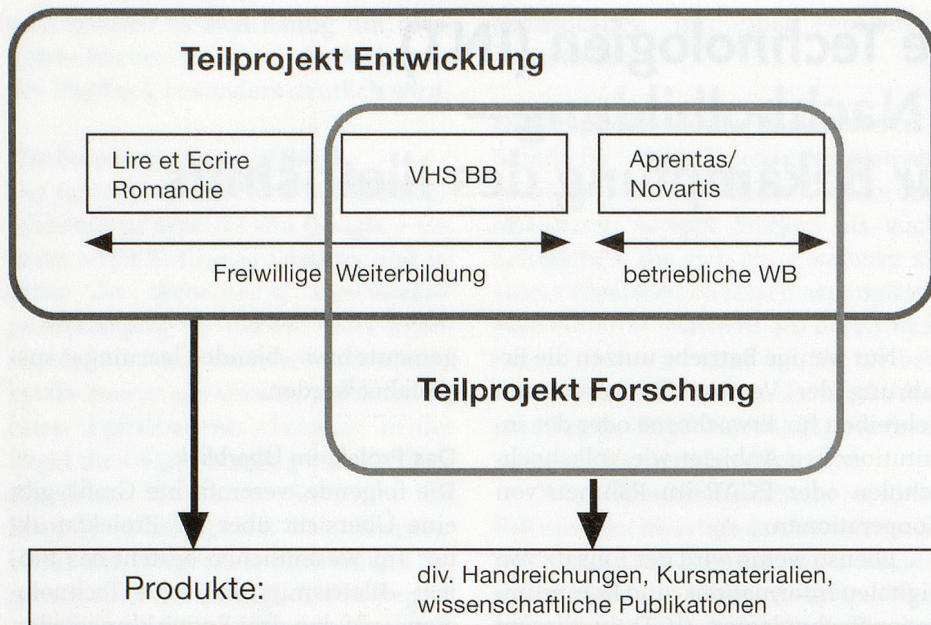 Teilprojekt Entwicklung
Lire et Ecrire
Romandie
VHS BB
Aprentas/
Novartis
Freiwillige Weiterbildung
betriebliche WB
Teilprojekt Forschung
Produkte:
div. Handreichungen, Kursmaterialien,
wissenschaftliche Publikationen